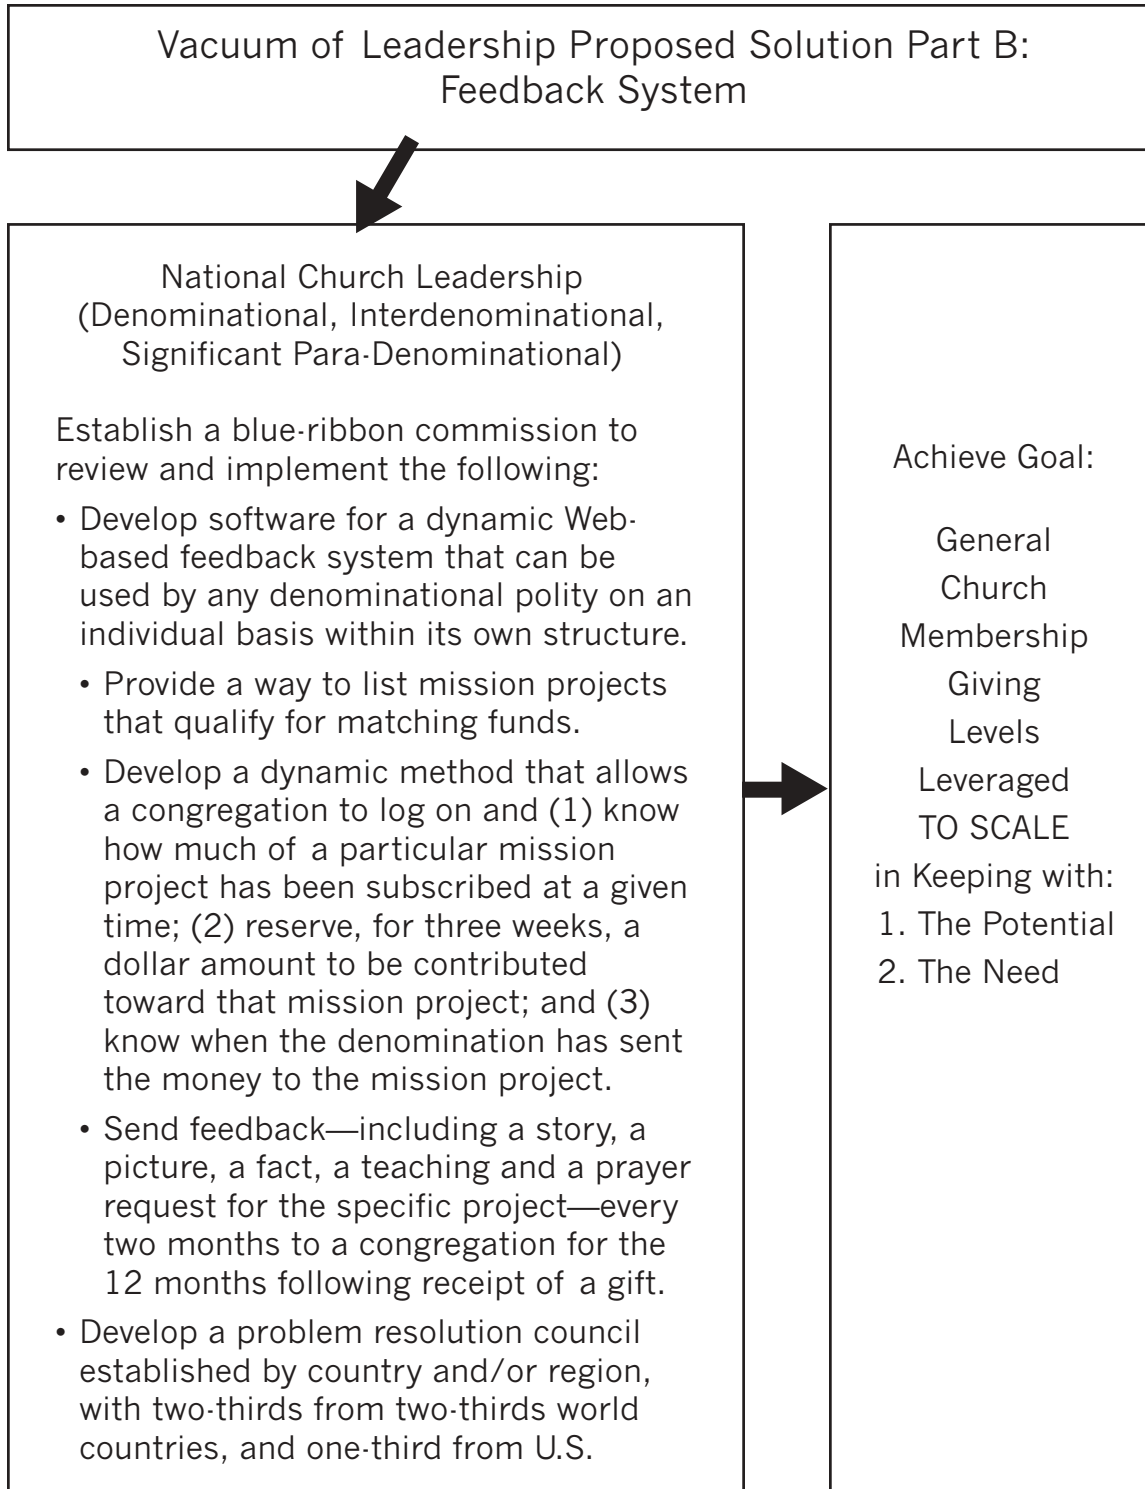 Vacuum of Leadership Proposed Solution Part B:
Feedback System
National Church Leadership
(Denominational, Interdenominational,
Significant Para-Denominational)
Establish a blue-ribbon commission to
review and implement the following:
• Develop software for a dynamic Web-
based feedback system that can be
used by any denominational polity on an
individual basis within its own structure.
• Provide a way to list mission projects
that qualify for matching funds.
• Develop a dynamic method that allows
a congregation to log on and (1) know
how much of a particular mission
project has been subscribed at a given
time; (2) reserve, for three weeks, a
dollar amount to be contributed
toward that mission project; and (3)
know when the denomination has sent
the money to the mission project.
• Send feedback—including a story, a
picture, a fact, a teaching and a prayer
request for the specific project—every
two months to a congregation for the
12 months following receipt of a gift.
• Develop a problem resolution council
established by country and/or region,
with two-thirds from two-thirds world
countries, and one-third from U.S.
Achieve Goal:
General
Church
Membership
Giving
Levels
Leveraged
TO SCALE
in Keeping with:
1. The Potential
2. The Need